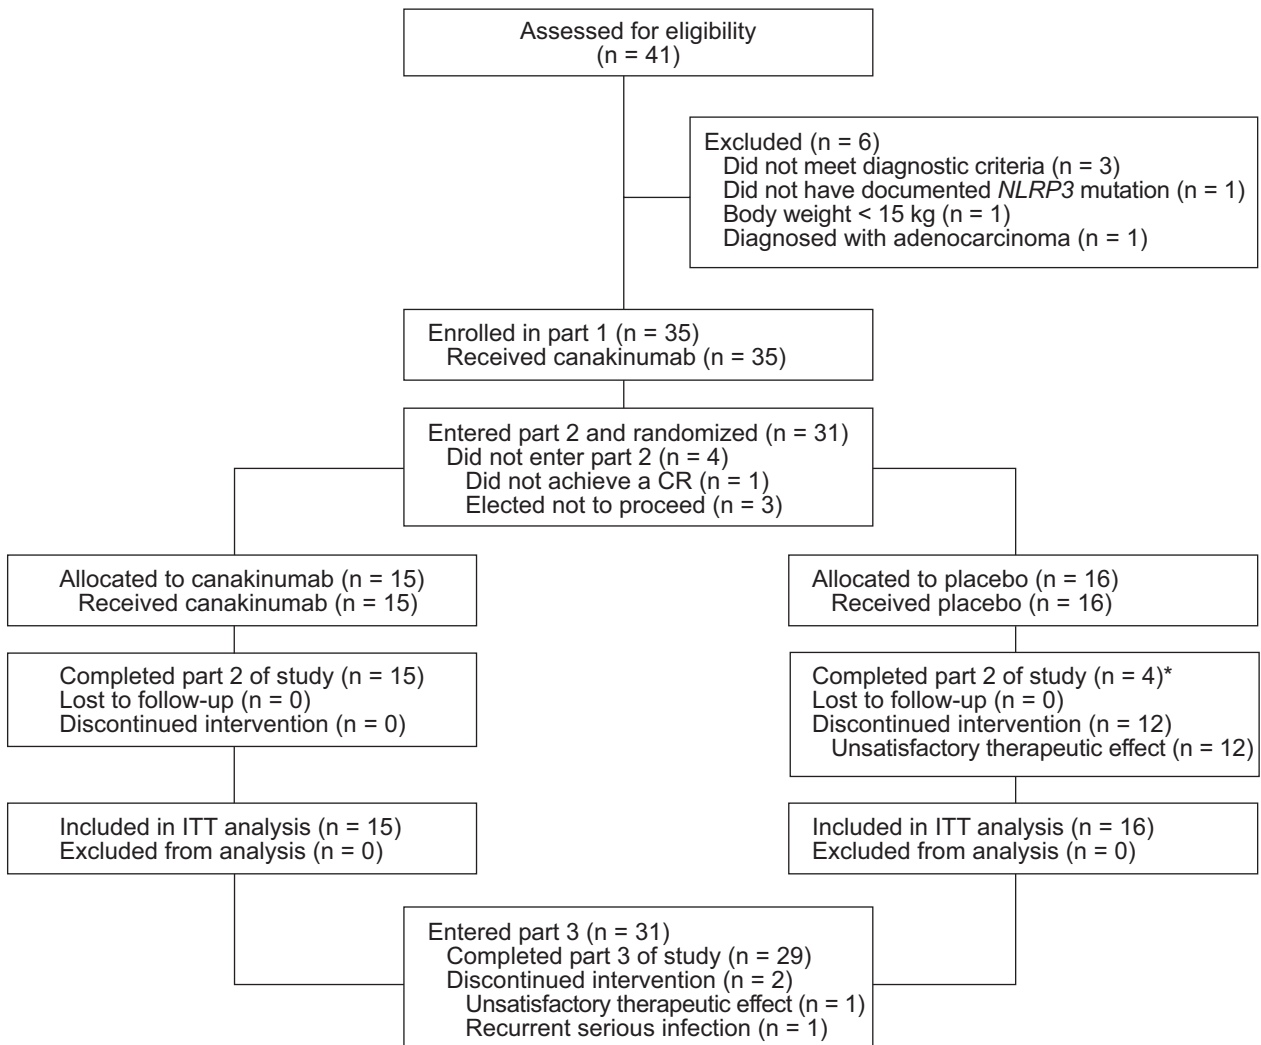 Assessed for eligibility
(n = 41)
Excluded (n = 6)
Did not meet diagnostic criteria (n = 3)
Did not have documented NLRP3 mutation (n = 1)
Body weight < 15 kg (n = 1)
Diagnosed with adenocarcinoma (n = 1)
Enrolled in part 1 (n = 35)
Received canakinumab (n = 35)
Entered part 2 and randomized (n = 31)
Did not enter part 2 (n = 4)
Did not achieve a CR (n = 1)
Elected not to proceed (n = 3)
Allocated to canakinumab (n = 15)
Received canakinumab (n = 15)
Allocated to placebo (n = 16)
Received placebo (n = 16)
Completed part 2 of study (n = 15)
Lost to follow-up (n = 0)
Discontinued intervention (n = 0)
Completed part 2 of study (n = 4)*
Lost to follow-up (n = 0)
Discontinued intervention (n = 12)
Unsatisfactory therapeutic effect (n = 12)
Included in ITT analysis (n = 15)
Excluded from analysis (n = 0)
Included in ITT analysis (n = 16)
Excluded from analysis (n = 0)
Entered part 3 (n = 31)
Completed part 3 of study (n = 29)
Discontinued intervention (n = 2)
Unsatisfactory therapeutic effect (n = 1)
Recurrent serious infection (n = 1)